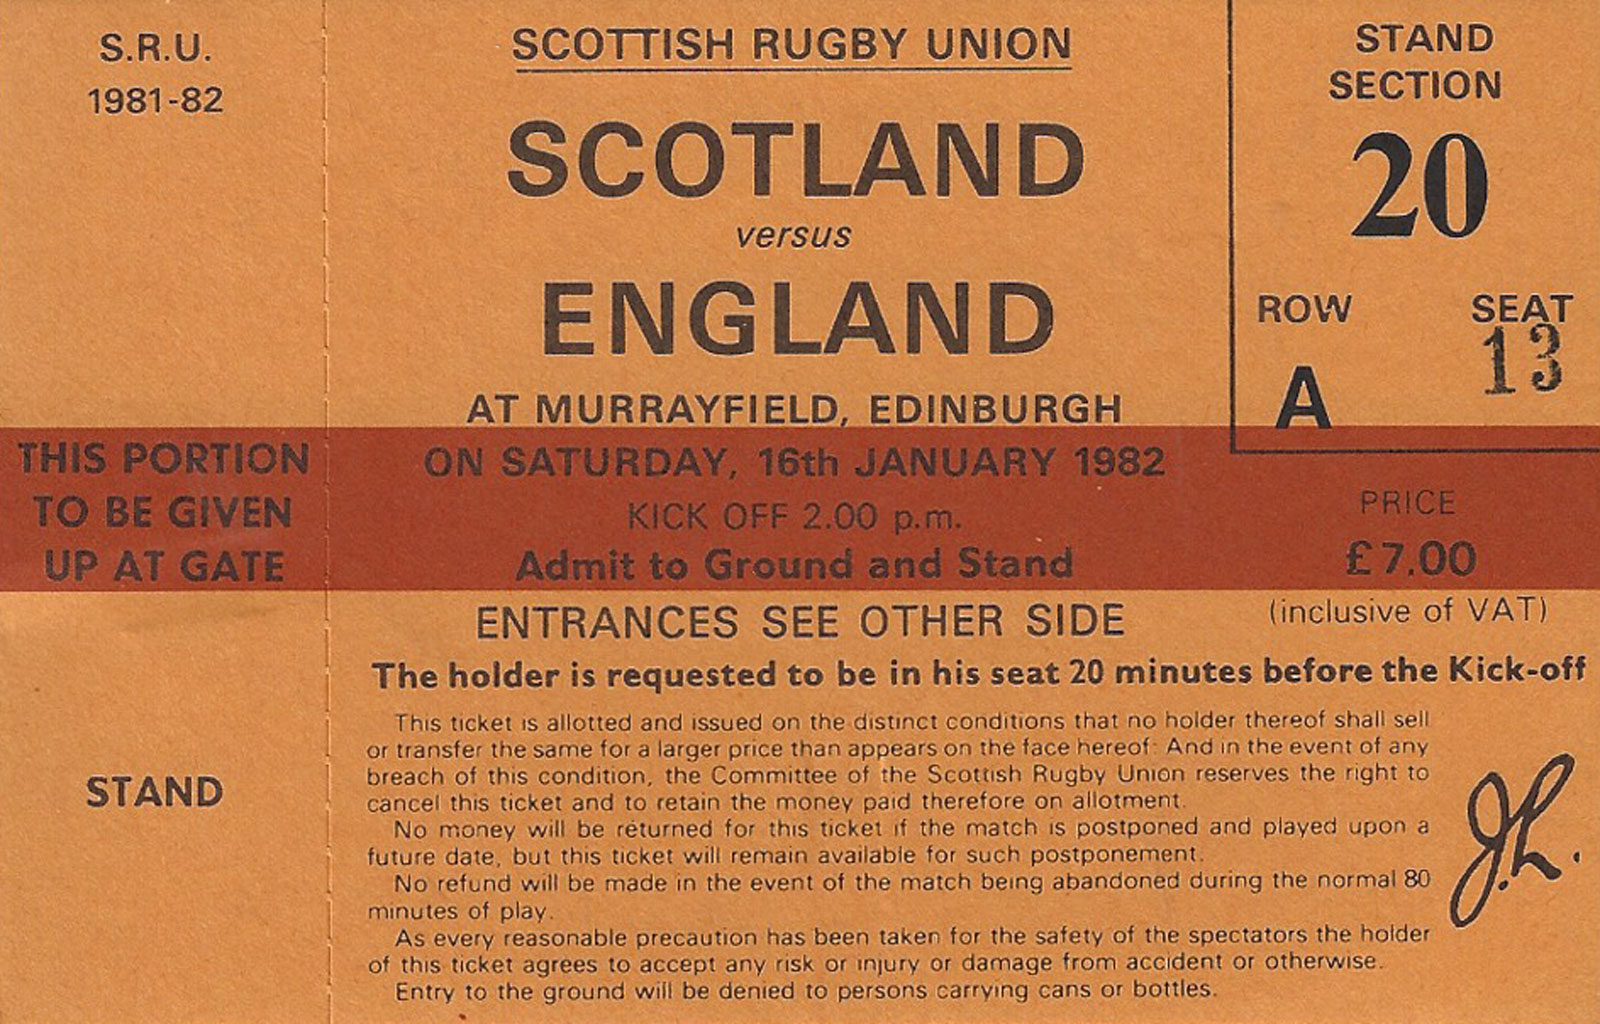 S.R.U.
1981-82
THIS PORTION
TO BE GIVEN
UP AT GATE
STAND
SCOTTISH RUGBY UNION
SCOTLAND
versus
ENGLAND
AT MURRAYFIELD, EDINBURGH
ON SATURDAY, 16th JANUARY 1982
KICK OFF 2.00 p.m.
Admit to Ground and Stand
ENTRANCES SEE OTHER SIDE
STAND
SECTION
20
ROW SEAT
A 13
PRICE
£7.00
(inclusive of VAT)
The holder is requested to be in his seat 20 minutes before the Kick-off
This ticket is allotted and issued on the distinct conditions that no holder thereof shall sell
or transfer the same for a larger price than appears on the face hereof: And in the event of any
breach of this condition, the Committee of the Scottish Rugby Union reserves the right to
cancel this ticket and to retain the money paid therefore on allotment.
No money will be returned for this ticket if the match is postponed and played upon a
future date, but this ticket will remain available for such postponement.
No refund will be made in the event of the match being abandoned during the normal 80
minutes of play.
As every reasonable precaution has been taken for the safety of the spectators the holder
of this ticket agrees to accept any risk or injury or damage from accident or otherwise.
Entry to the ground will be denied to persons carrying cans or bottles.